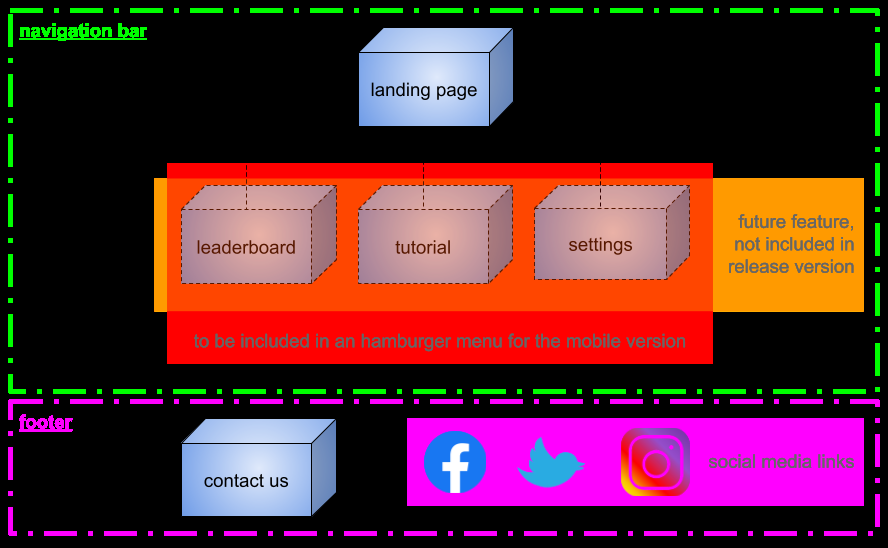 navigation bar
landing page
leaderboard
tutorial
settings
future feature,
not included in
release version
to be included in an hamburger menu for the mobile version
footer
contact us
social media links